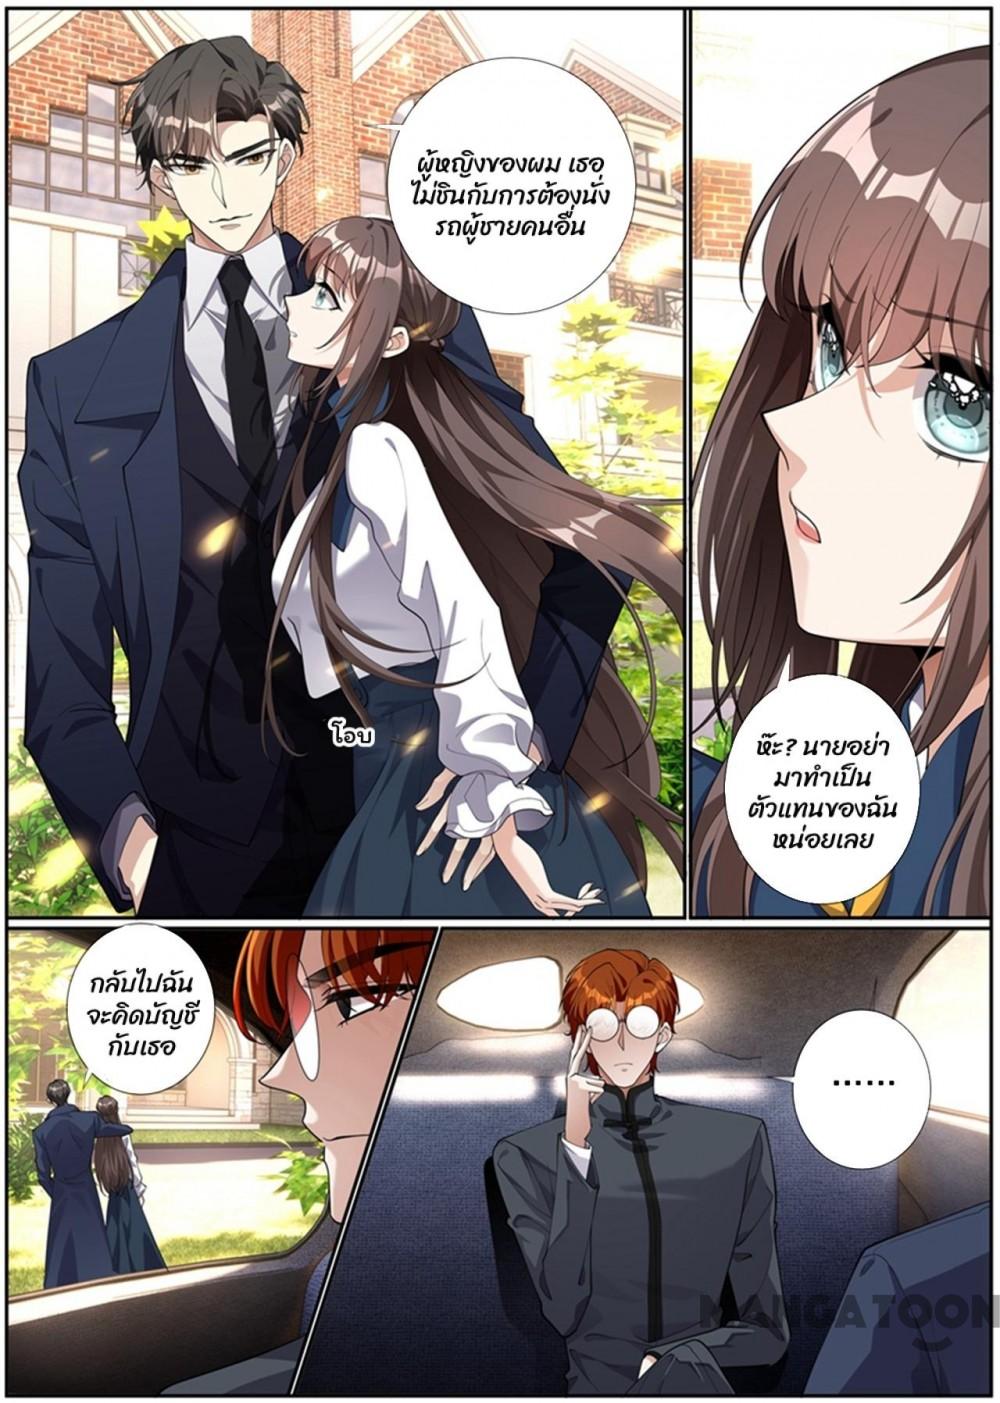 ผู้หญิงของผม เธอ
ไม่ชินกับการต้องนั่ง
รถผู้ชายคนอื่น
โอบ
ห๊ะ? นายอย่า
มาทำเป็น
ตัวแทนของฉัน
หน่อยเลย
กลับไปฉัน
จะคิดบัญชี
กับเธอ
......
MANGATOON